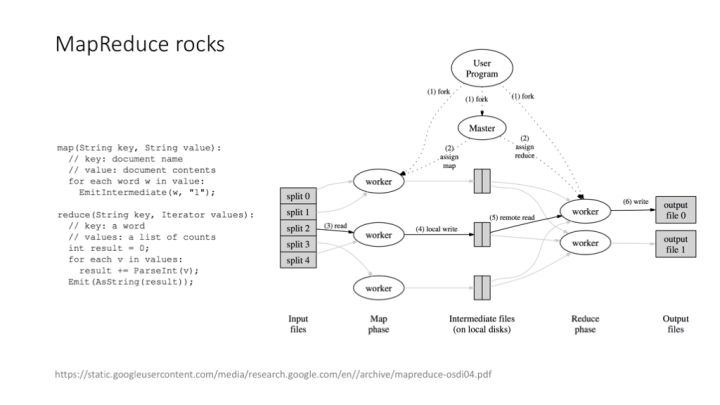 MapReduce rocks
map(String key, String value):
// key: document name
// value: document contents
for each word w in value:
EmitIntermediate(w, "1");
reduce(String key, Iterator values):
// key: a word
// values: a list of counts
int result = 0;
for each v in values:
result += ParseInt(v);
Emit(AsString(result));
User
Program
(1) fork
(1) fork
(1) fork
Master
(2)
assign
map
(2)
assign
reduce
worker
split 0
split 1
split 2
split 3
split 4
(3) read
worker
(4) local write
worker
(5) remote read
worker
worker
(6) write
output
file 0
output
file 1
Input
files
Map
phase
Intermediate files
(on local disks)
Reduce
phase
Output
files
https://static.googleusercontent.com/media/research.google.com/en//archive/mapreduce-osdi04.pdf